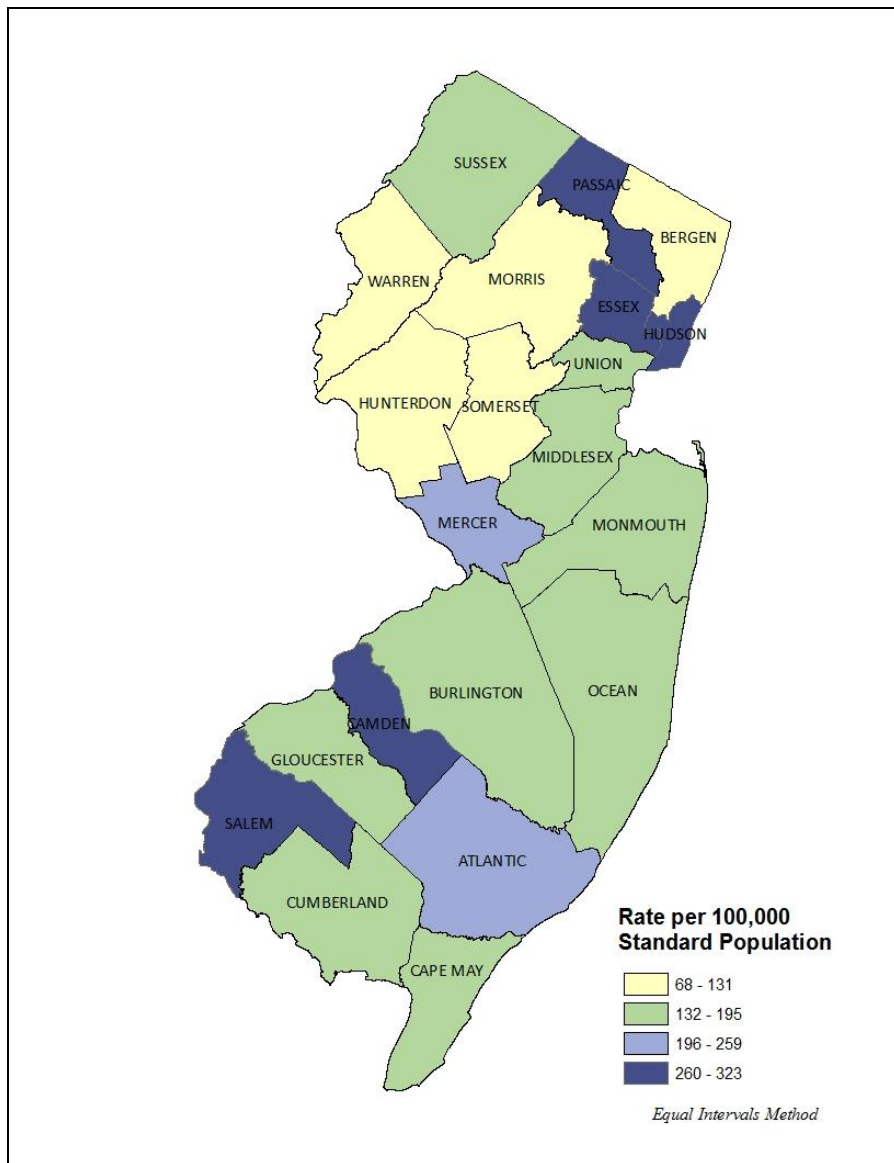 SUSSEX
PASSAIC
BERGEN
WARREN
MORRIS
ESSEX
HUDSON
UNION
HUNTERDON
SOMERSET
MIDDLESEX
MERCER
MONMOUTH
BURLINGTON
OCEAN
CAMDEN
GLOUCESTER
SALEM
ATLANTIC
CUMBERLAND
CAPE MAY
Rate per 100,000
Standard Population
68 - 131
132 - 195
196 - 259
260 - 323
Equal Intervals Method